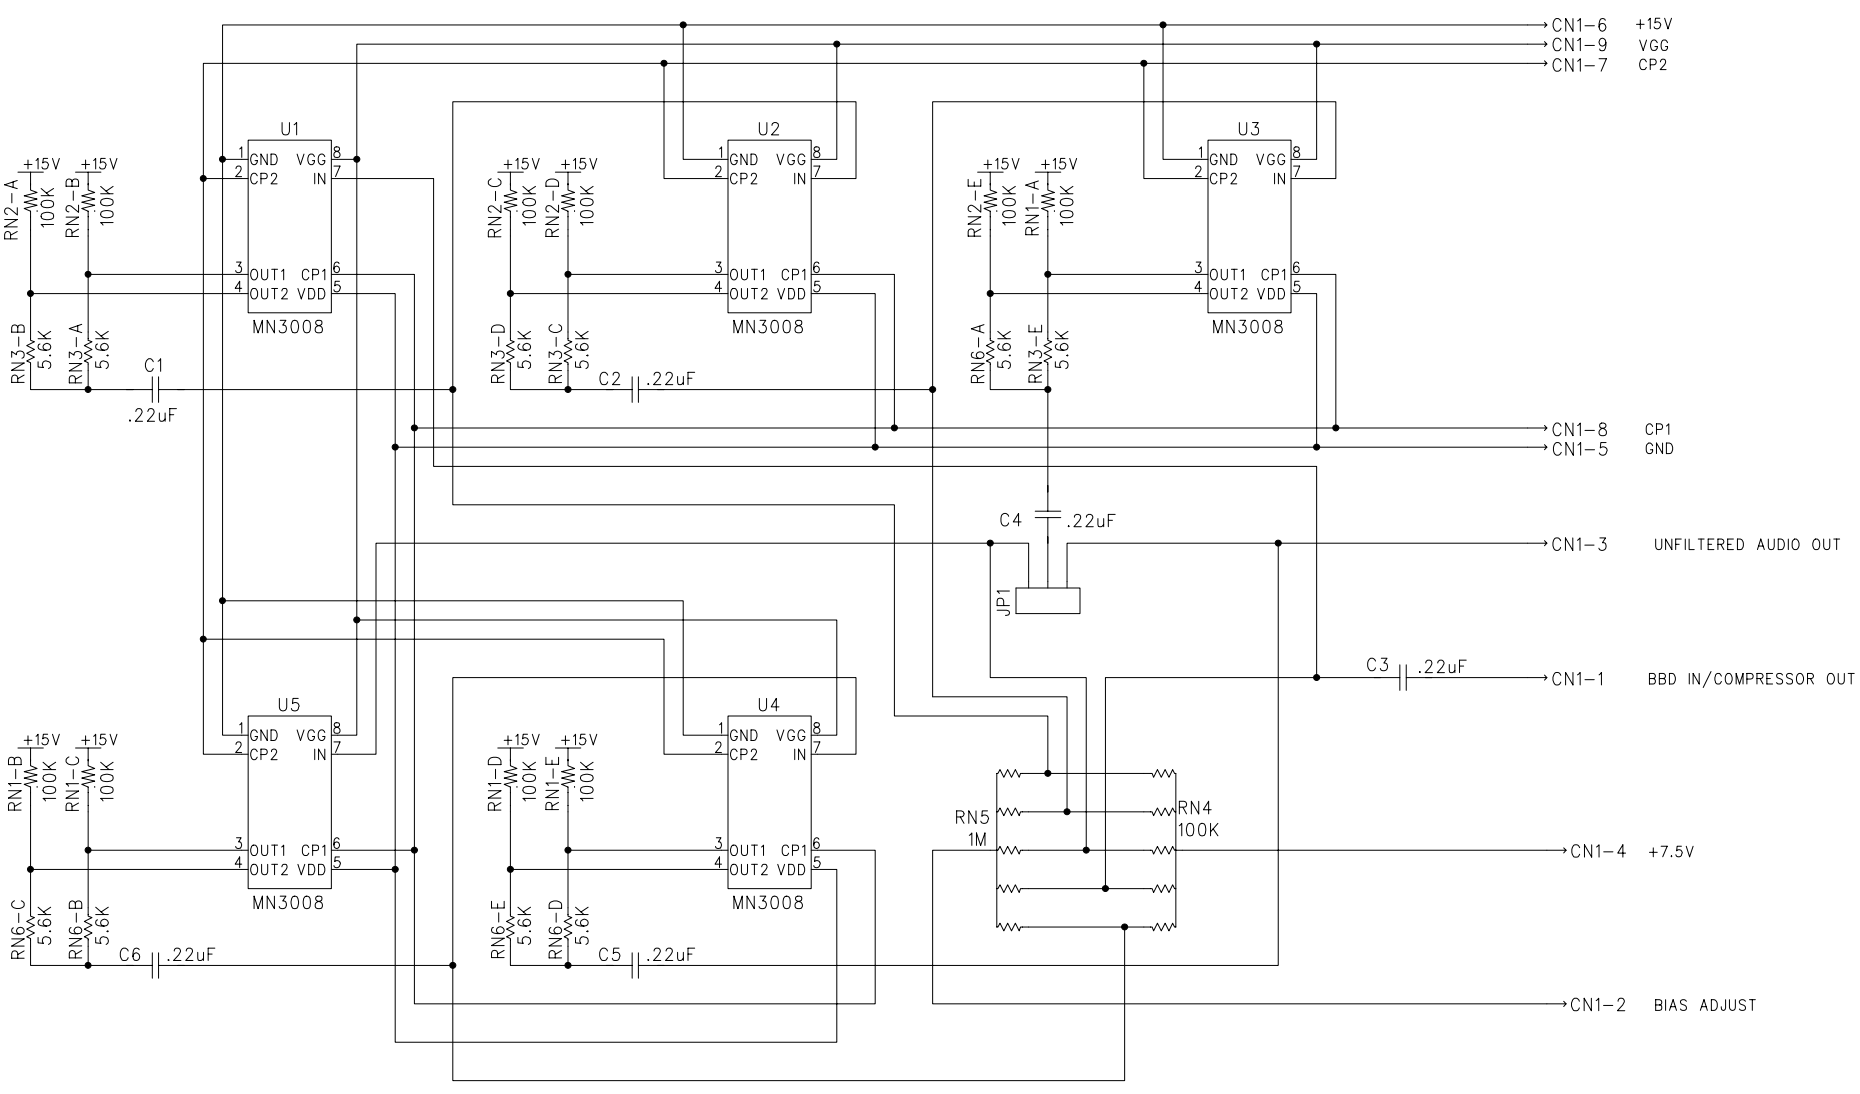 CN1-6 +15V
CN1-9 VGG
CN1-7 CP2
U1
U2
U3
1 GND VGG 8
2 CP2 IN 7
3 OUT1 CP1 6
4 OUT2 VDD 5
MN3008
1 GND VGG 8
2 CP2 IN 7
3 OUT1 CP1 6
4 OUT2 VDD 5
MN3008
1 GND VGG 8
2 CP2 IN 7
3 OUT1 CP1 6
4 OUT2 VDD 5
MN3008
+15V +15V
RN2-A 100K
RN2-B 100K
RN3-B 5.6K
RN3-A 5.6K
C1
.22uF
+15V +15V
RN2-C 100K
RN2-D 100K
RN3-D 5.6K
RN3-C 5.6K
C2 .22uF
+15V +15V
RN2-E 100K
RN1-A 100K
RN6-A 5.6K
RN3-E 5.6K
CN1-8 CP1
CN1-5 GND
C4 .22uF
CN1-3 UNFILTERED AUDIO OUT
JP1
C3 .22uF
CN1-1 BBD IN/COMPRESSOR OUT
U5
U4
1 GND VGG 8
2 CP2 IN 7
3 OUT1 CP1 6
4 OUT2 VDD 5
MN3008
1 GND VGG 8
2 CP2 IN 7
3 OUT1 CP1 6
4 OUT2 VDD 5
MN3008
+15V +15V
RN1-B 100K
RN1-C 100K
RN6-C 5.6K
RN6-B 5.6K
C6 .22uF
+15V +15V
RN1-D 100K
RN1-E 100K
RN6-E 5.6K
RN6-D 5.6K
C5 .22uF
RN5
1M
RN4
100K
CN1-4 +7.5V
CN1-2 BIAS ADJUST